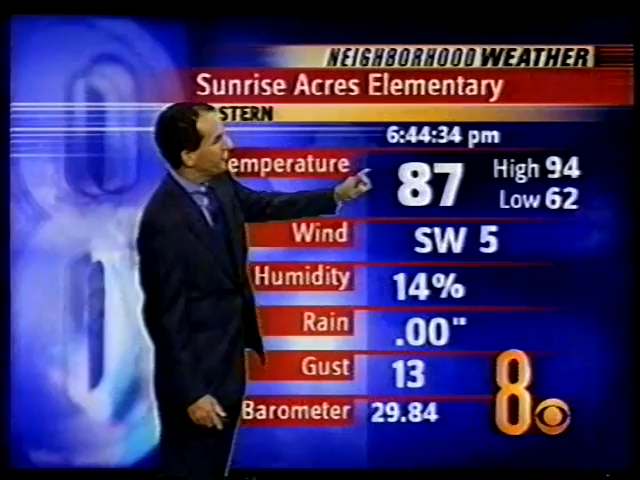 NEIGHBORHOOD WEATHER
Sunrise Acres Elementary
STERN
6:44:34 pm
emperature 87 High 94
Low 62
Wind SW 5
Humidity 14%
Rain .00"
Gust 13
Barometer 29.84
8